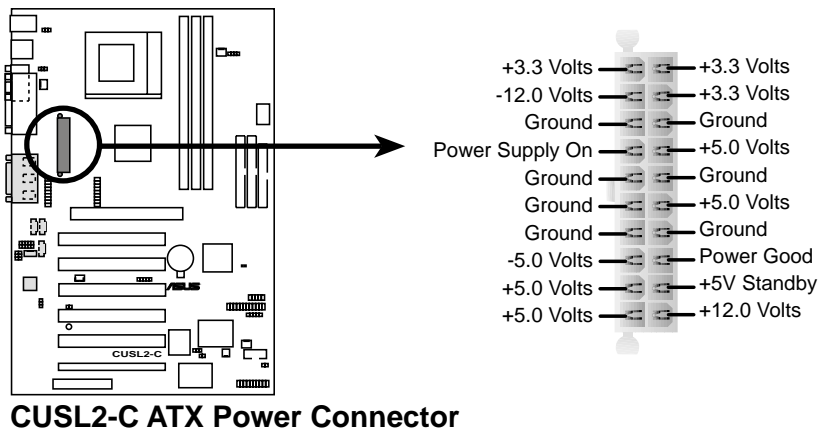 +3.3 Volts +3.3 Volts
-12.0 Volts +3.3 Volts
Ground Ground
Power Supply On +5.0 Volts
Ground Ground
Ground +5.0 Volts
Ground Ground
-5.0 Volts Power Good
+5.0 Volts +5V Standby
+5.0 Volts +12.0 Volts
/SUS
CUSL2-C
CUSL2-C ATX Power Connector